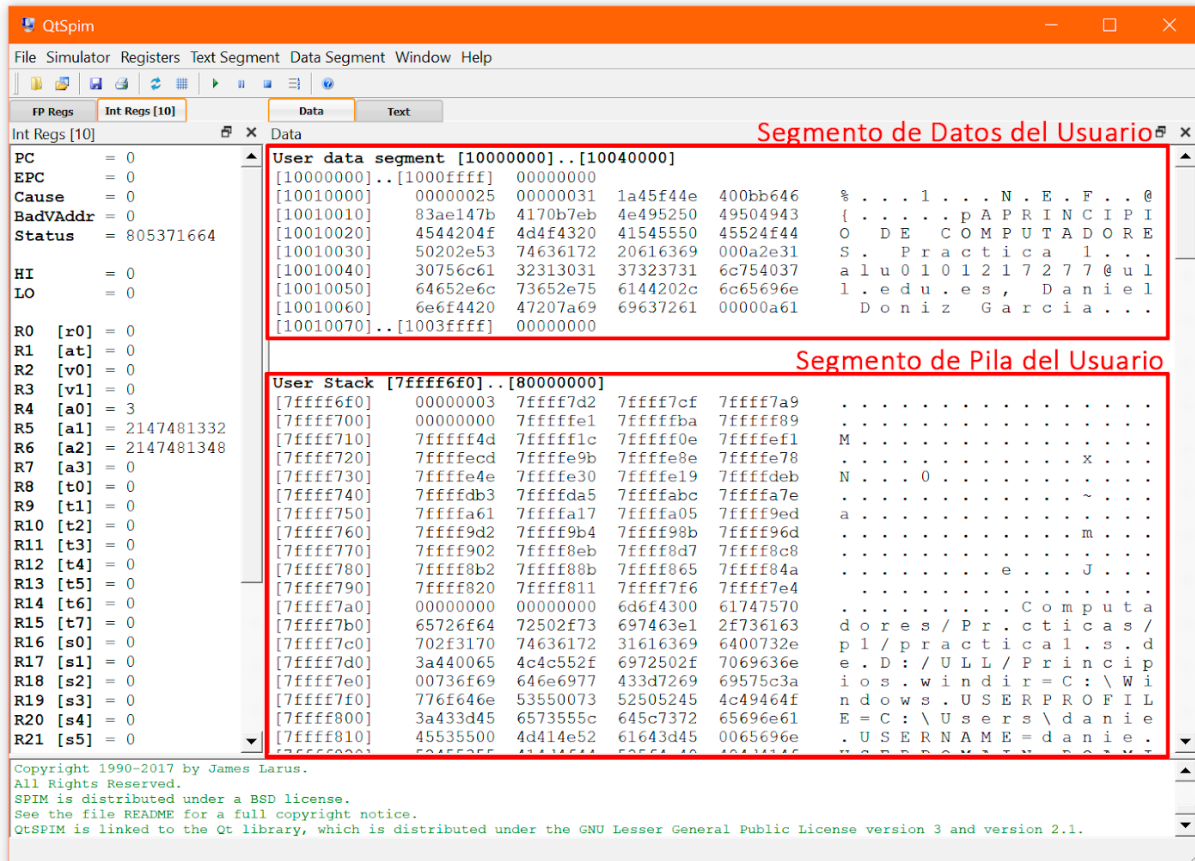 QtSpim
File Simulator Registers Text Segment Data Segment Window Help
FP Regs Int Regs [10] Data Text
Int Regs [10]
Data
Segmento de Datos del Usuario
PC = 0
EPC = 0
Cause = 0
BadVAddr = 0
Status = 805371664
HI = 0
LO = 0
R0 [r0] = 0
R1 [at] = 0
R2 [v0] = 0
R3 [v1] = 0
R4 [a0] = 3
R5 [a1] = 2147481332
R6 [a2] = 2147481348
R7 [a3] = 0
R8 [t0] = 0
R9 [t1] = 0
R10 [t2] = 0
R11 [t3] = 0
R12 [t4] = 0
R13 [t5] = 0
R14 [t6] = 0
R15 [t7] = 0
R16 [s0] = 0
R17 [s1] = 0
R18 [s2] = 0
R19 [s3] = 0
R20 [s4] = 0
R21 [s5] = 0
User data segment [10000000]..[10040000]
[10000000]..[1000ffff] 00000000
[10010000] 00000025 00000031 1a45f44e 400bb646 % . . . 1 . . . N . E . F . . @
[10010010] 83ae147b 4170b7eb 4e495250 49504943 { . . . . . p A P R I N C I P I
[10010020] 4544204f 4d4f4320 41545550 45524f44 O D E C O M P U T A D O R E
[10010030] 50202e53 74636172 20616369 000a2e31 S . P r a c t i c a 1 . . .
[10010040] 30756c61 32313031 37323731 6c754037 a l u 0 1 0 1 2 1 7 2 7 7 @ u l
[10010050] 64652e6c 73652e75 6144202c 6c65696e l . e d u . e s , D a n i e l
[10010060] 6e6f4420 47207a69 69637261 00000a61 D o n i z G a r c i a . . .
[10010070]..[1003ffff] 00000000
Segmento de Pila del Usuario
User Stack [7ffff6f0]..[80000000]
[7ffff6f0] 00000003 7ffff7d2 7ffff7cf 7ffff7a9 . . . . . . . . . . . . . . . .
[7ffff700] 00000000 7fffffe1 7fffffba 7fffff89 . . . . . . . . . . . . . . . .
[7ffff710] 7fffff4d 7fffff1c 7fffff0e 7ffffef1 M . . . . . . . . . . . . . . .
[7ffff720] 7ffffecd 7ffffe9b 7ffffe8e 7ffffe78 . . . . . . . . . . . . x . . .
[7ffff730] 7ffffe4e 7ffffe30 7ffffe19 7ffffdeb N . . . 0 . . . . . . . . . . .
[7ffff740] 7ffffdb3 7ffffda5 7ffffabc 7ffffa7e . . . . . . . . . . . . ~ . . .
[7ffff750] 7ffffa61 7ffffa17 7ffffa05 7ffff9ed a . . . . . . . . . . . . . . .
[7ffff760] 7ffff9d2 7ffff9b4 7ffff98b 7ffff96d . . . . . . . . . . . . m . . .
[7ffff770] 7ffff902 7ffff8eb 7ffff8d7 7ffff8c8 . . . . . . . . . . . . . . . .
[7ffff780] 7ffff8b2 7ffff88b 7ffff865 7ffff84a . . . . . . . . e . . . J . . .
[7ffff790] 7ffff820 7ffff811 7ffff7f6 7ffff7e4 . . . . . . . . . . . . . . .
[7ffff7a0] 00000000 00000000 6d6f4300 61747570 . . . . . . . . . C o m p u t a
[7ffff7b0] 65726f64 72502f73 697463e1 2f736163 d o r e s / P r . c t i c a s /
[7ffff7c0] 702f3170 74636172 31616369 6400732e p 1 / p r a c t i c a 1 . s . d
[7ffff7d0] 3a440065 4c4c552f 6972502f 7069636e e . D : / U L L / P r i n c i p
[7ffff7e0] 00736f69 646e6977 433d7269 69575c3a i o s . w i n d i r = C : \ W i
[7ffff7f0] 776f646e 53550073 52505245 4c49464f n d o w s . U S E R P R O F I L
[7ffff800] 3a433d45 6573555c 645c7372 65696e61 E = C : \ U s e r s \ d a n i e
[7ffff810] 45535500 4d414e52 61643d45 0065696e . U S E R N A M E = d a n i e .
Copyright 1990-2017 by James Larus.
All Rights Reserved.
SPIM is distributed under a BSD license.
See the file README for a full copyright notice.
QtSPIM is linked to the Qt library, which is distributed under the GNU Lesser General Public License version 3 and version 2.1.